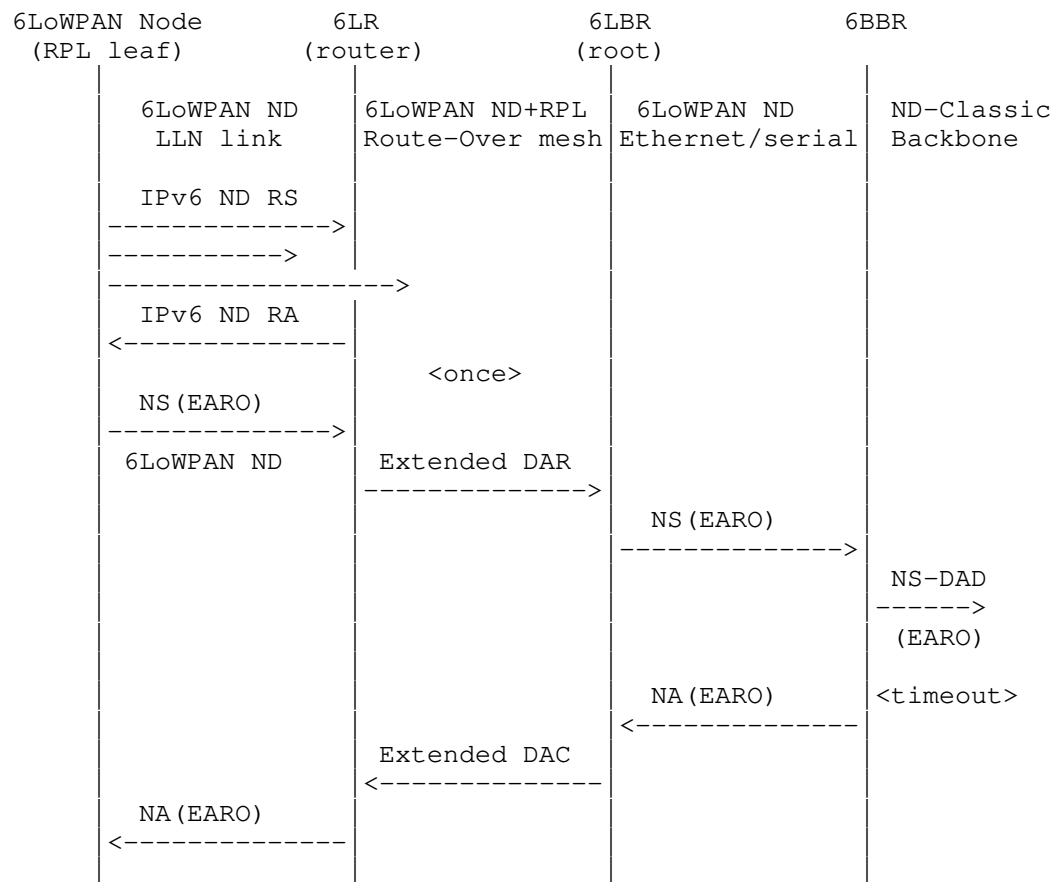 6LoWPAN Node 6LR 6LBR 6BBR
(RPL leaf) (router) (root)
6LoWPAN ND 6LoWPAN ND+RPL 6LoWPAN ND ND-Classic
LLN link Route-Over mesh Ethernet/serial Backbone
IPv6 ND RS
IPv6 ND RA
<once>
NS(EARO)
6LoWPAN ND Extended DAR
NS(EARO)
NS-DAD
(EARO)
NA(EARO) <timeout>
Extended DAC
NA(EARO)